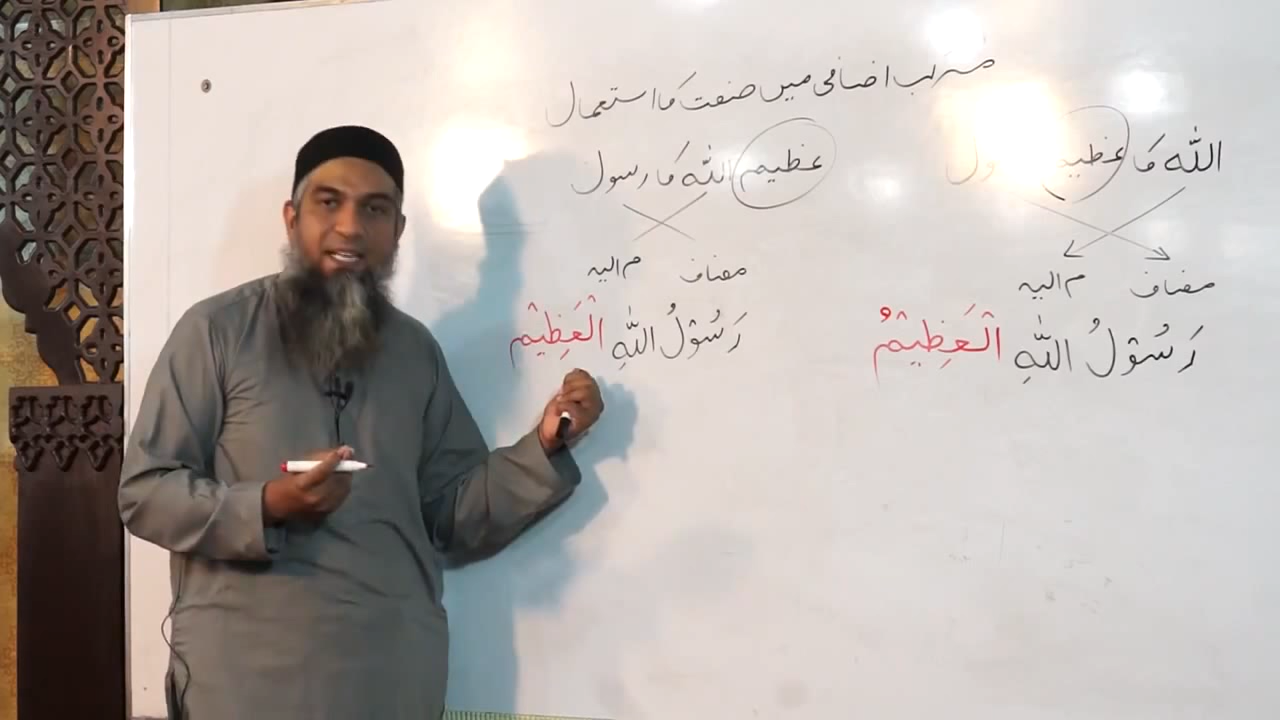 مرکب اضافی میں صفت کا استعمال
اللہ کا عظیم
عظیم اللہ کا رسول
مضاف م الیہ
مضاف م الیہ
رَسُوْلُ اللّٰهِ الْعَظِيْمُ
رَسُوْلُ اللّٰهِ الْعَظِيْم